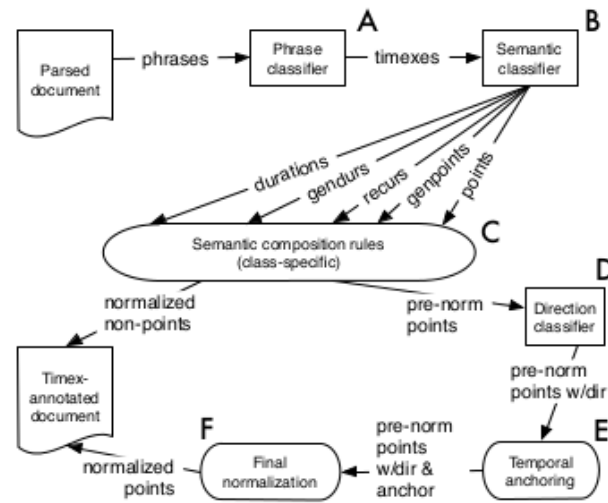 A
B
Parsed
document
phrases
Phrase
classifier
timexes
Semantic
classifier
durations
gendurs
recurs
genpoints
points
C
Semantic composition rules
(class-specific)
normalized
non-points
pre-norm
points
D
Direction
classifier
Timex-
annotated
document
pre-norm
points w/dir
F
E
normalized
points
Final
normalization
pre-norm
points
w/dir &
anchor
Temporal
anchoring